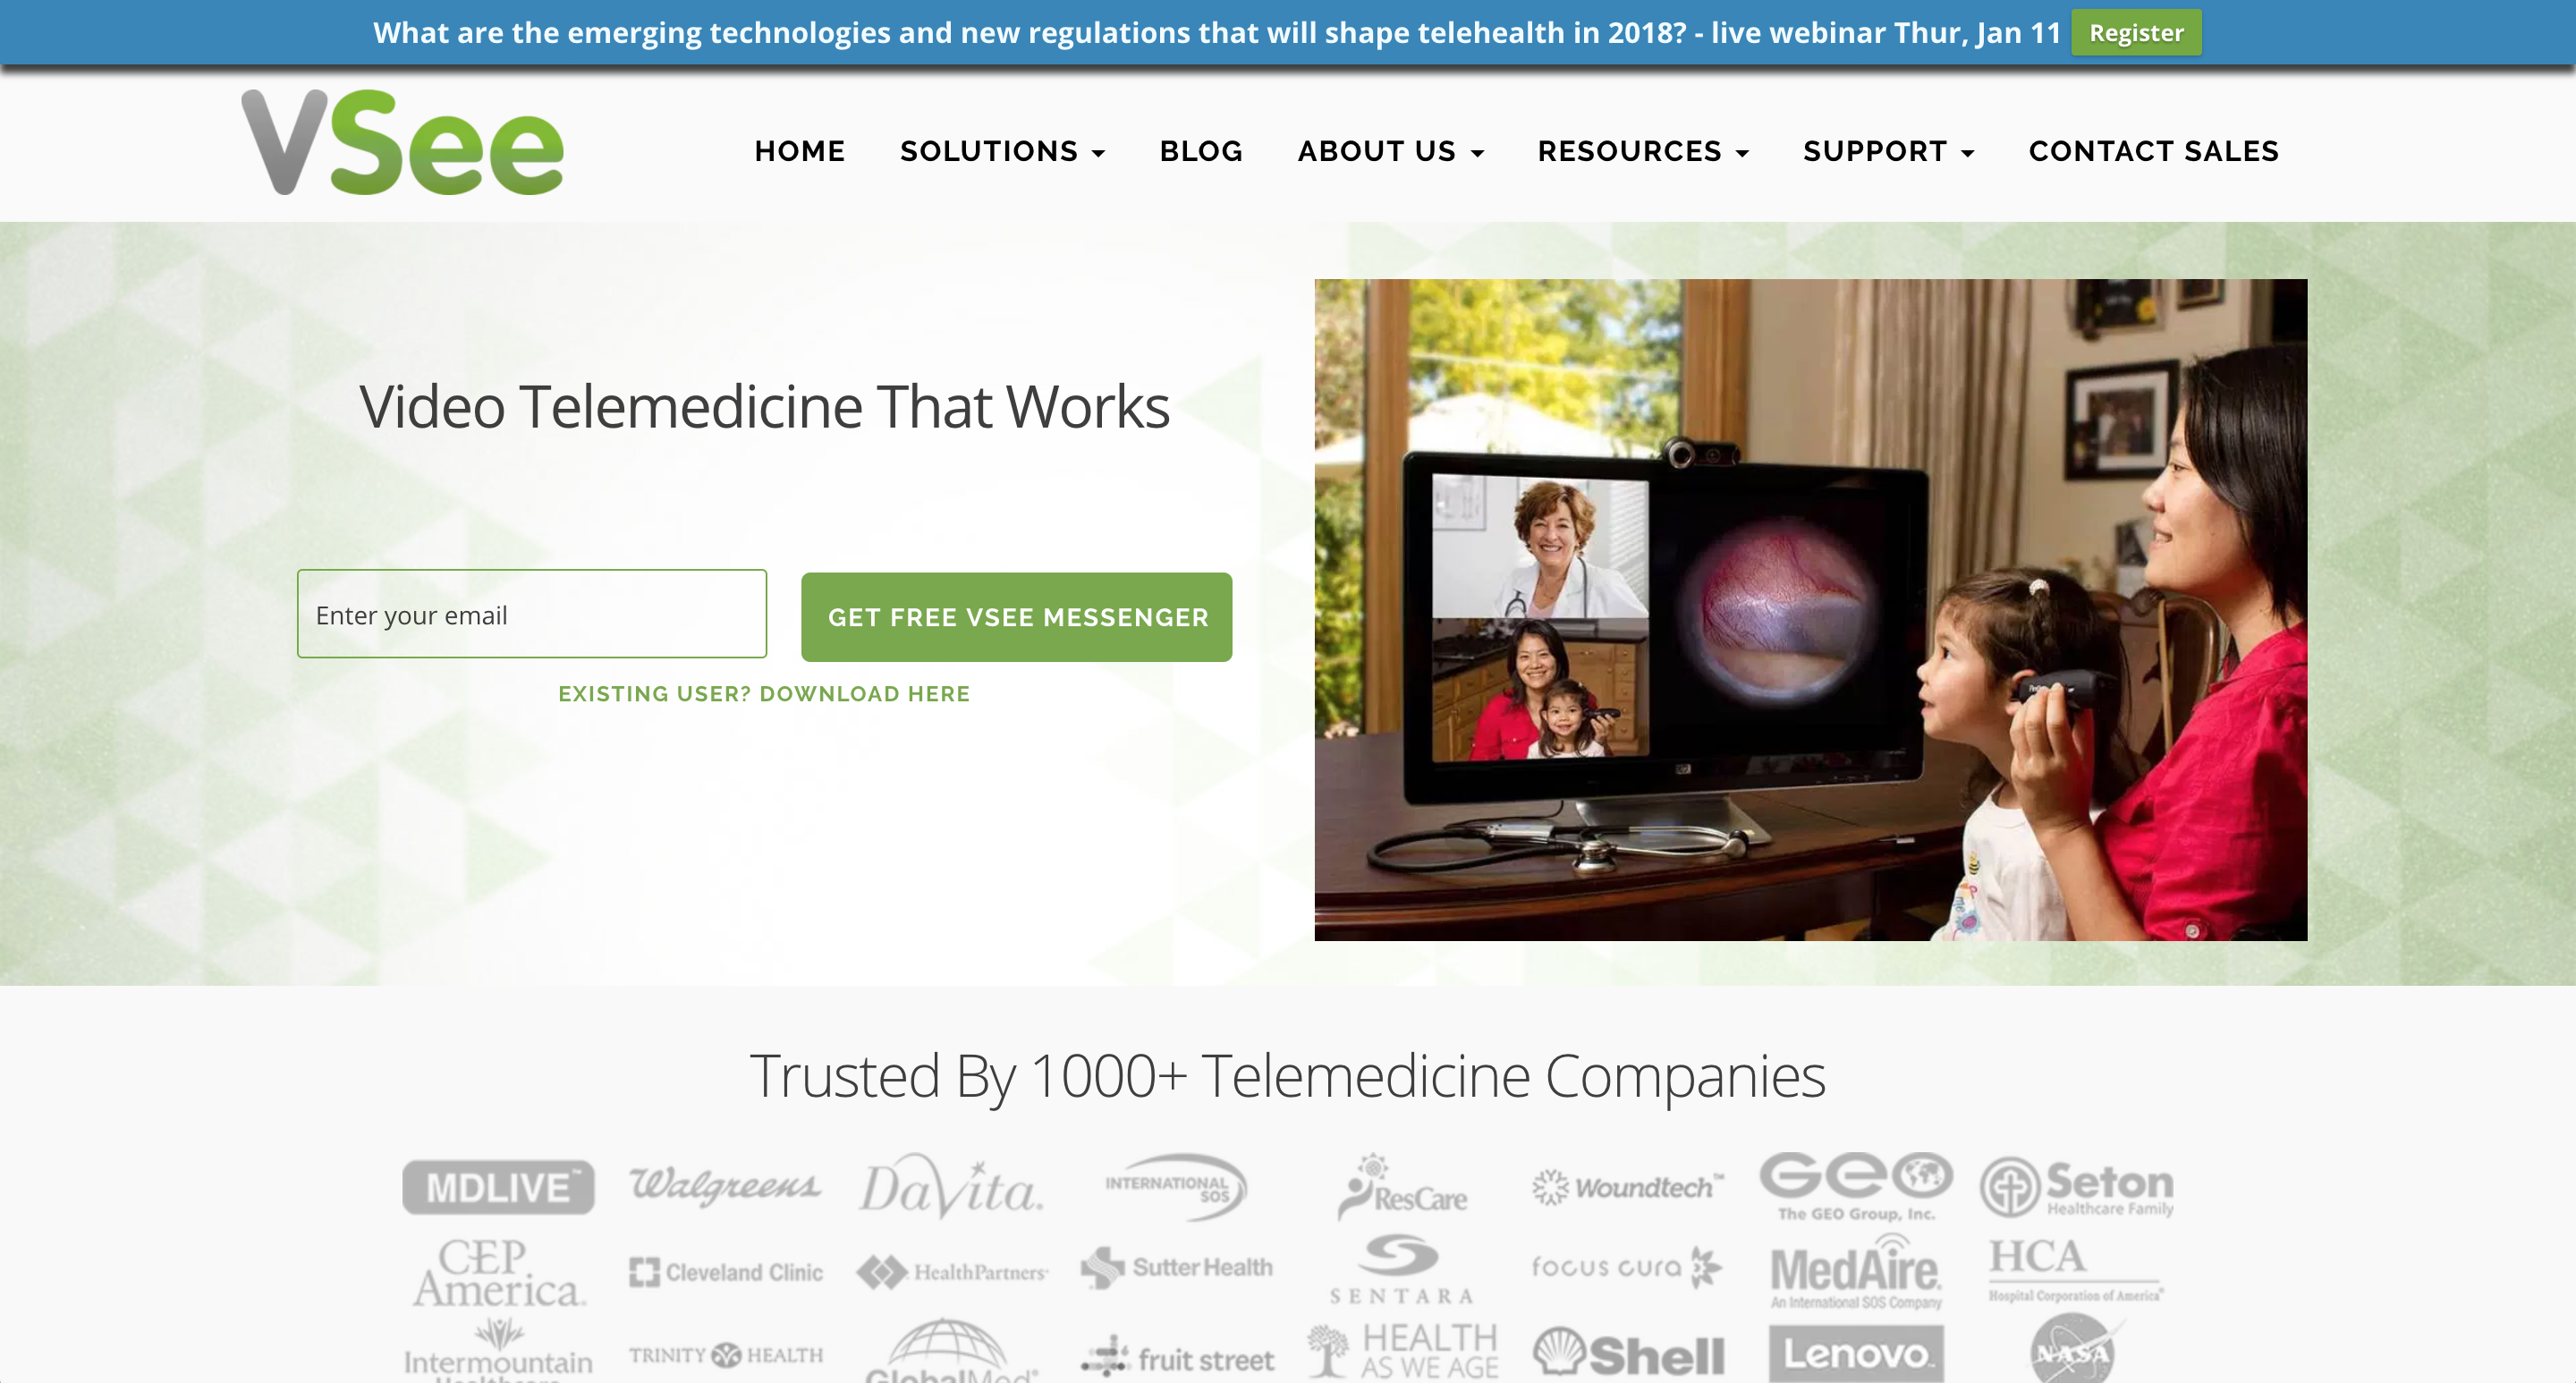 What are the emerging technologies and new regulations that will shape telehealth in 2018? - live webinar Thur, Jan 11 Register
VSee
HOME SOLUTIONS BLOG ABOUT US RESOURCES SUPPORT CONTACT SALES
Video Telemedicine That Works
Enter your email GET FREE VSEE MESSENGER
EXISTING USER? DOWNLOAD HERE
Trusted By 1000+ Telemedicine Companies
MDLIVE™
Walgreens
DaVita.
INTERNATIONAL
SOS
ResCare
Woundtech™
GEO
The GEO Group, Inc.
Seton
Healthcare Family
CEP
America.
Cleveland Clinic
HealthPartners®
Sutter Health
SENTARA
focus cura
MedAire
An International SOS Company
HCA
Hospital Corporation of America®
Intermountain
Healthcare
TRINITY HEALTH
GlobalMed®
fruit street
HEALTH
AS WE AGE
Shell
Lenovo
NASA